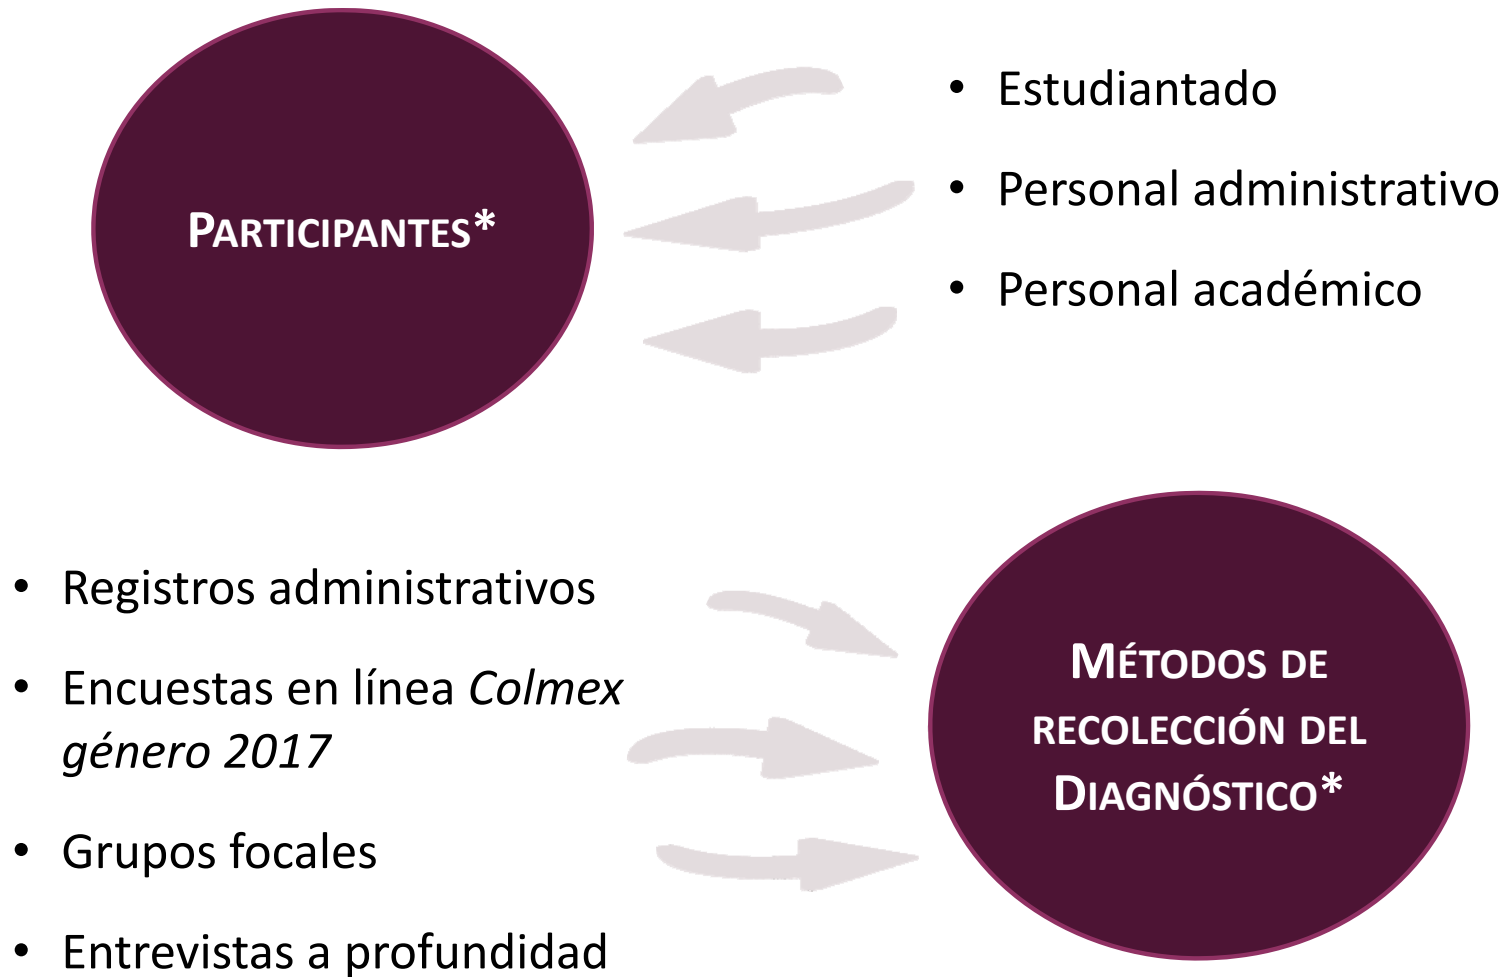 PARTICIPANTES*
• Estudiantado
• Personal administrativo
• Personal académico
• Registros administrativos
• Encuestas en línea Colmex
género 2017
• Grupos focales
• Entrevistas a profundidad
MÉTODOS DE
RECOLECCIÓN DEL
DIAGNÓSTICO*